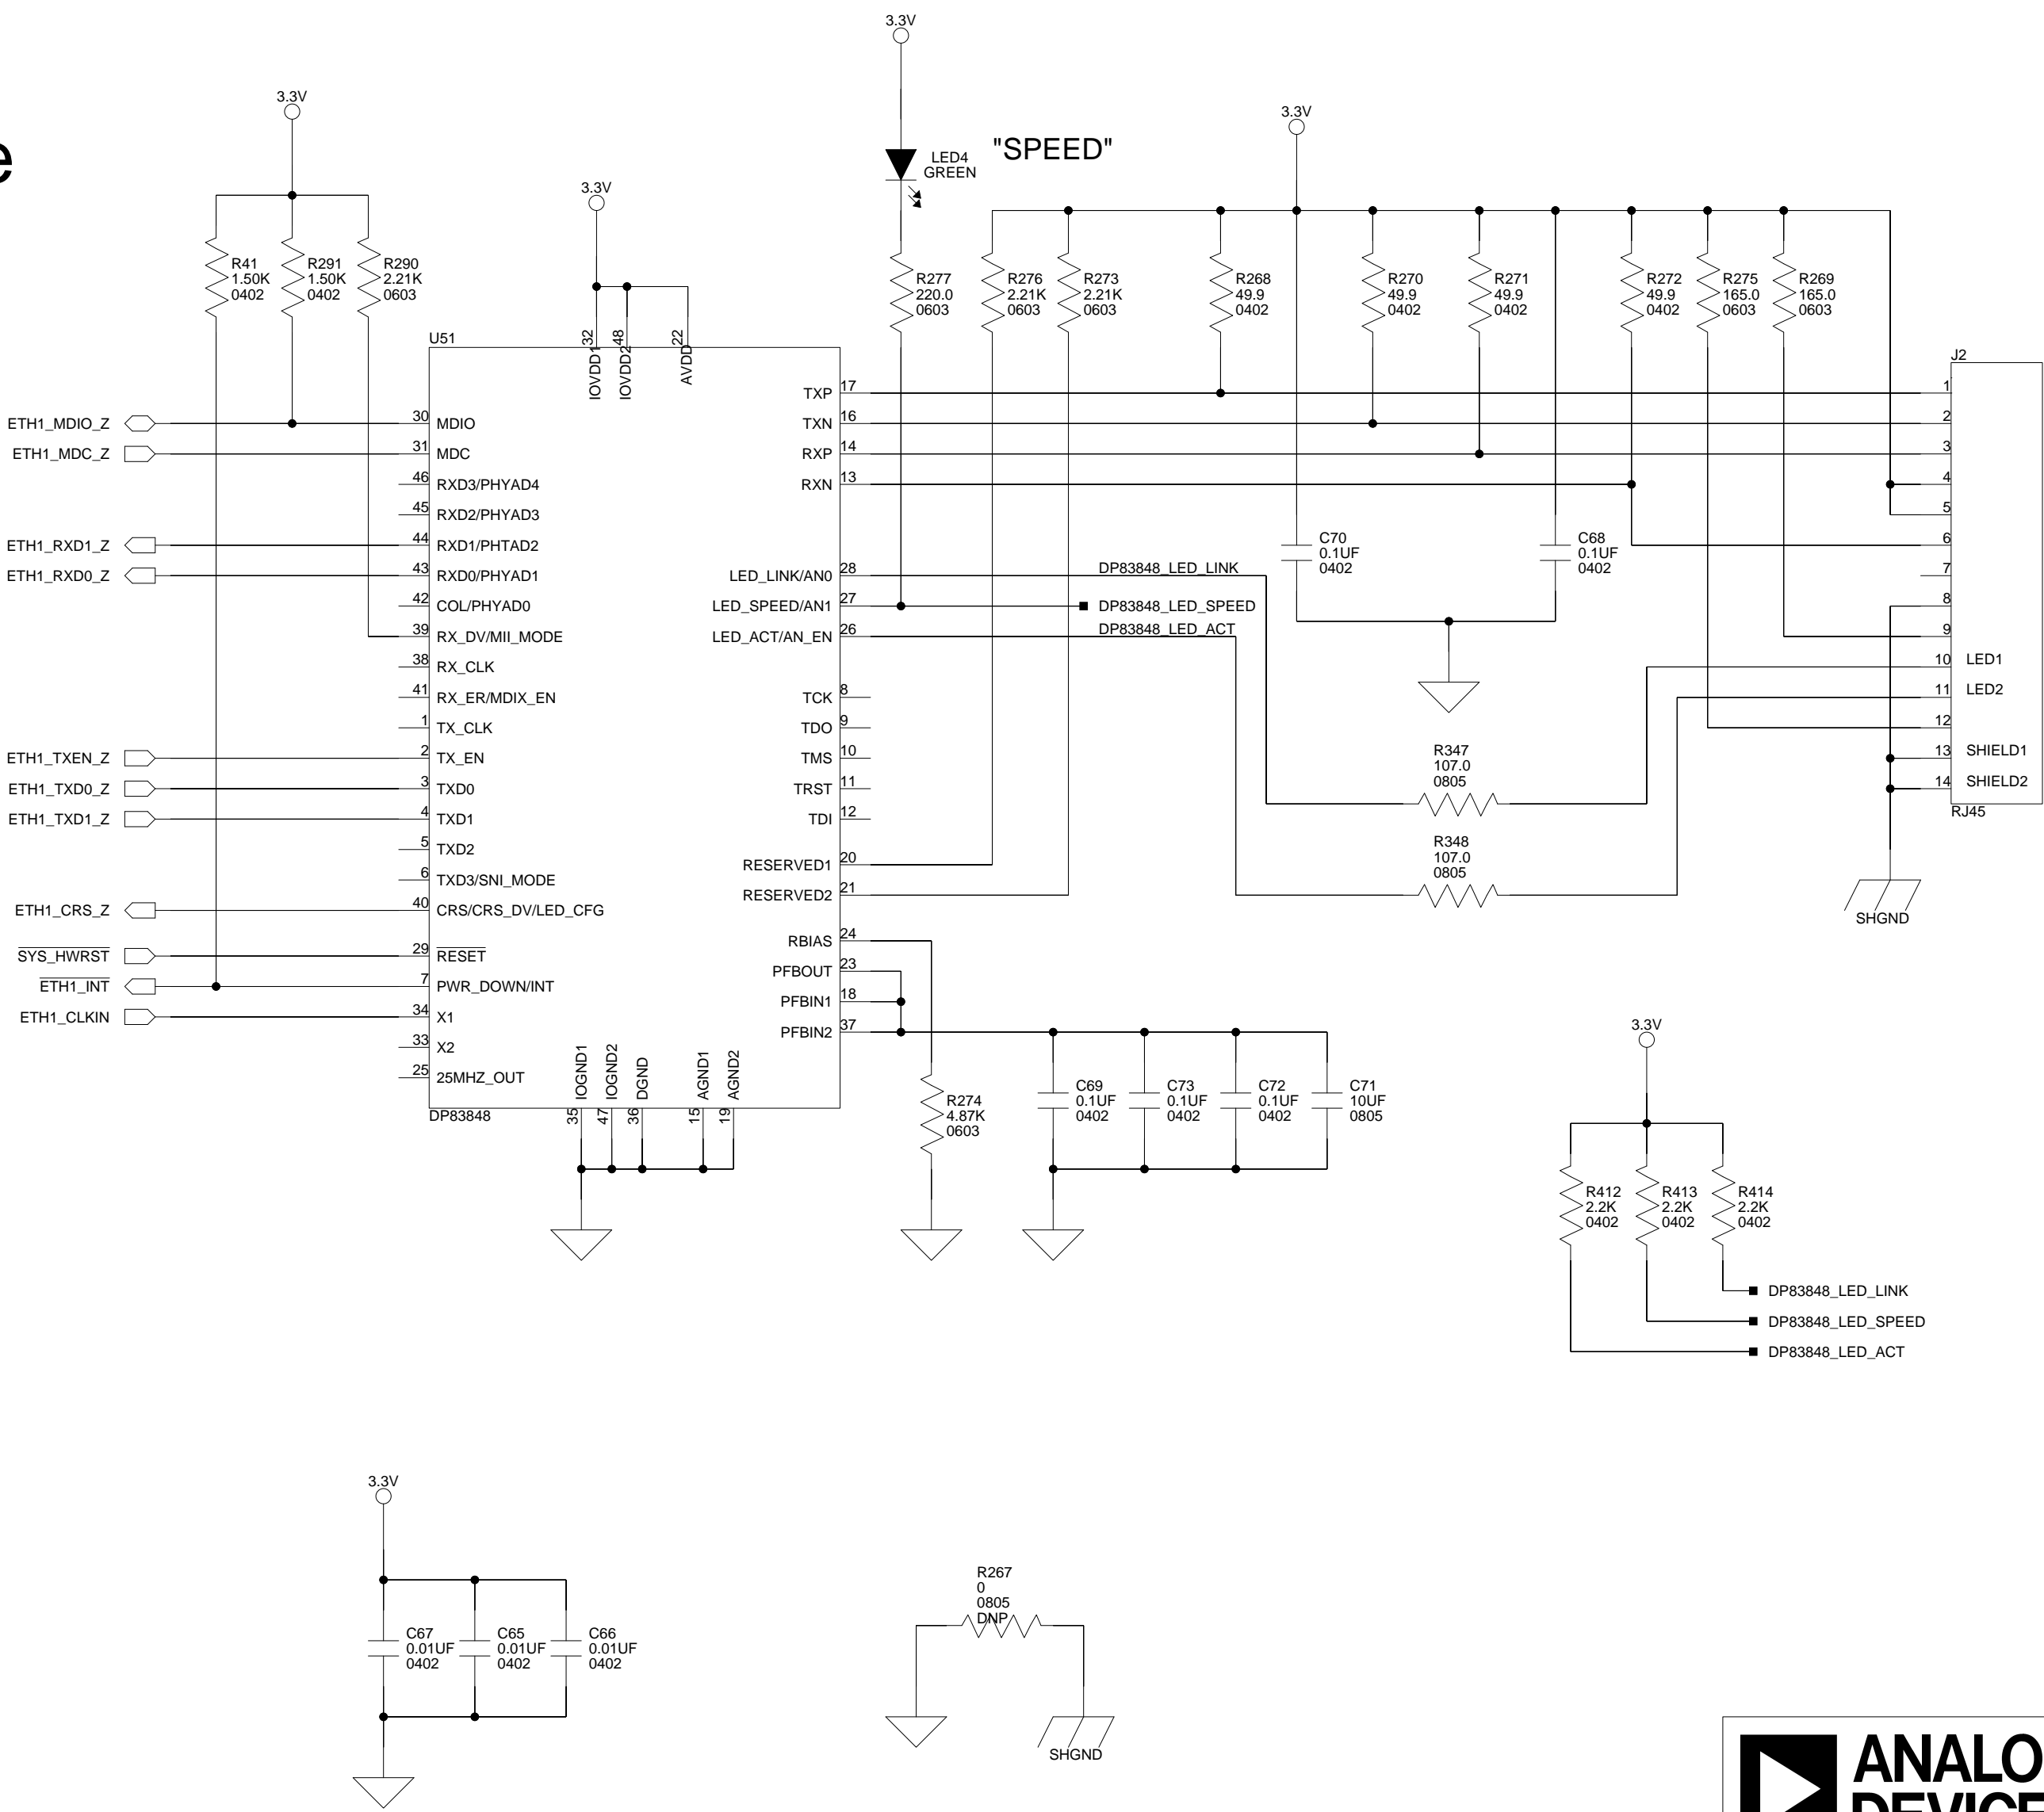 3.3V
3.3V
3.3V
e
"SPEED"
LED4
GREEN
3.3V
R41
1.50K
0402
R291
1.50K
0402
R290
2.21K
0603
R277
220.0
0603
R276
2.21K
0603
R273
2.21K
0603
R268
49.9
0402
R270
49.9
0402
R271
49.9
0402
R272
49.9
0402
R275
165.0
0603
R269
165.0
0603
U51
32 IOVDD1
48 IOVDD2
22 AVDD
J2
ETH1_MDIO_Z 30 MDIO
ETH1_MDC_Z 31 MDC
46 RXD3/PHYAD4
45 RXD2/PHYAD3
ETH1_RXD1_Z 44 RXD1/PHTAD2
ETH1_RXD0_Z 43 RXD0/PHYAD1
42 COL/PHYAD0
39 RX_DV/MII_MODE
38 RX_CLK
41 RX_ER/MDIX_EN
1 TX_CLK
ETH1_TXEN_Z 2 TX_EN
ETH1_TXD0_Z 3 TXD0
ETH1_TXD1_Z 4 TXD1
5 TXD2
6 TXD3/SNI_MODE
ETH1_CRS_Z 40 CRS/CRS_DV/LED_CFG
SYS_HWRST 29 RESET
ETH1_INT 7 PWR_DOWN/INT
ETH1_CLKIN 34 X1
33 X2
25 25MHZ_OUT
TXP 17
TXN 16
RXP 14
RXN 13
LED_LINK/AN0 28 DP83848_LED_LINK
LED_SPEED/AN1 27 DP83848_LED_SPEED
LED_ACT/AN_EN 26 DP83848_LED_ACT
TCK 8
TDO 9
TMS 10
TRST 11
TDI 12
RESERVED1 20
RESERVED2 21
RBIAS 24
PFBOUT 23
PFBIN1 18
PFBIN2 37
35 IOGND1
47 IOGND2
36 DGND
15 AGND1
19 AGND2
DP83848
C70
0.1UF
0402
C68
0.1UF
0402
R347
107.0
0805
R348
107.0
0805
1
2
3
4
5
6
7
8
9
10 LED1
11 LED2
12
13 SHIELD1
14 SHIELD2
RJ45
SHGND
R274
4.87K
0603
C69
0.1UF
0402
C73
0.1UF
0402
C72
0.1UF
0402
C71
10UF
0805
3.3V
R412
2.2K
0402
R413
2.2K
0402
R414
2.2K
0402
DP83848_LED_LINK
DP83848_LED_SPEED
DP83848_LED_ACT
3.3V
C67
0.01UF
0402
C65
0.01UF
0402
C66
0.01UF
0402
R267
0
0805
DNP
SHGND
ANALO
DEVICE